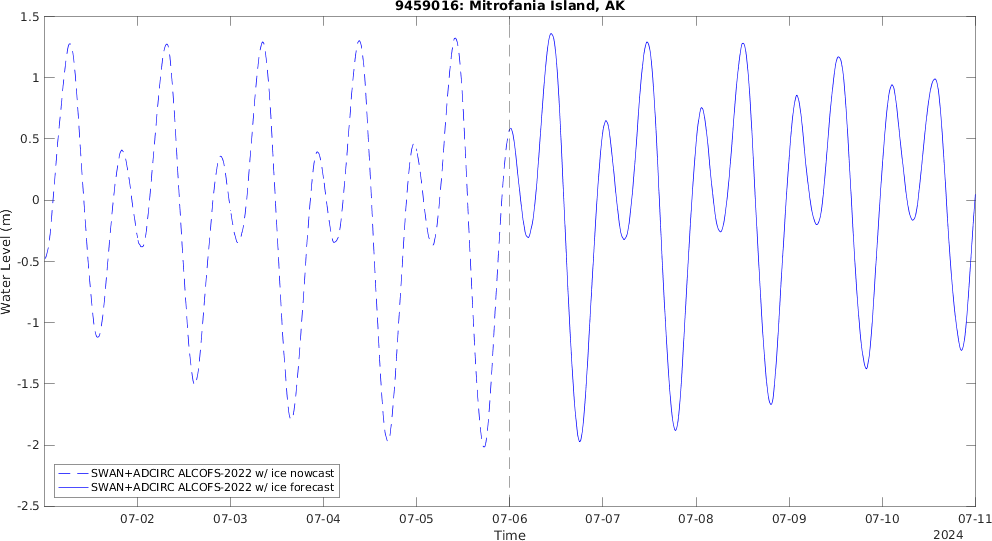 9459016: Mitrofania Island, AK
1.5
1
0.5
0
-0.5
-1
-1.5
-2
-2.5
Water Level (m)
SWAN+ADCIRC ALCOFS-2022 w/ ice nowcast
SWAN+ADCIRC ALCOFS-2022 w/ ice forecast
07-02 07-03 07-04 07-05 07-06 07-07 07-08 07-09 07-10 07-11
Time
2024